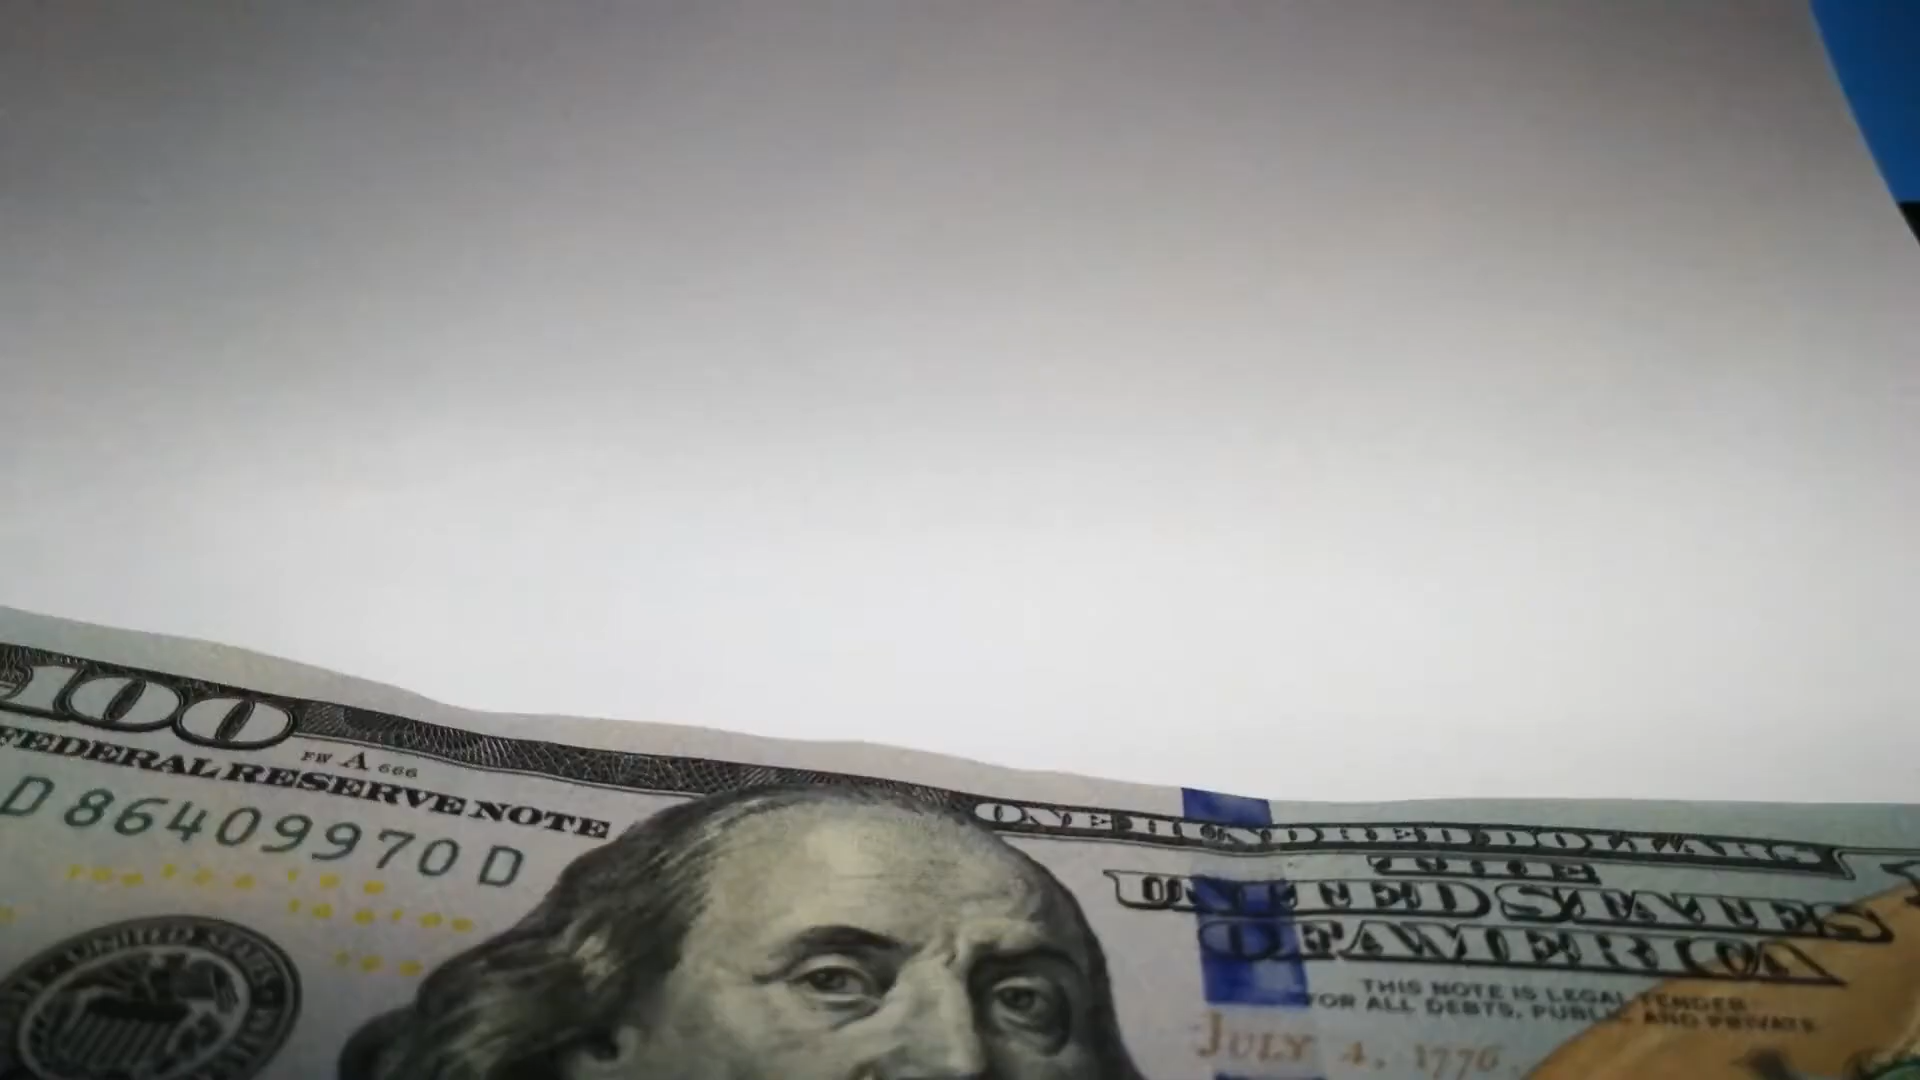 100
FW A 666
FEDERAL RESERVE NOTE
D 86409970 D
ONE HUNDRED DOLLARS
THE
UNITED STATES
OF AMERICA
THIS NOTE IS LEGAL TENDER
FOR ALL DEBTS, PUBLIC AND PRIVATE
JULY 4, 1776